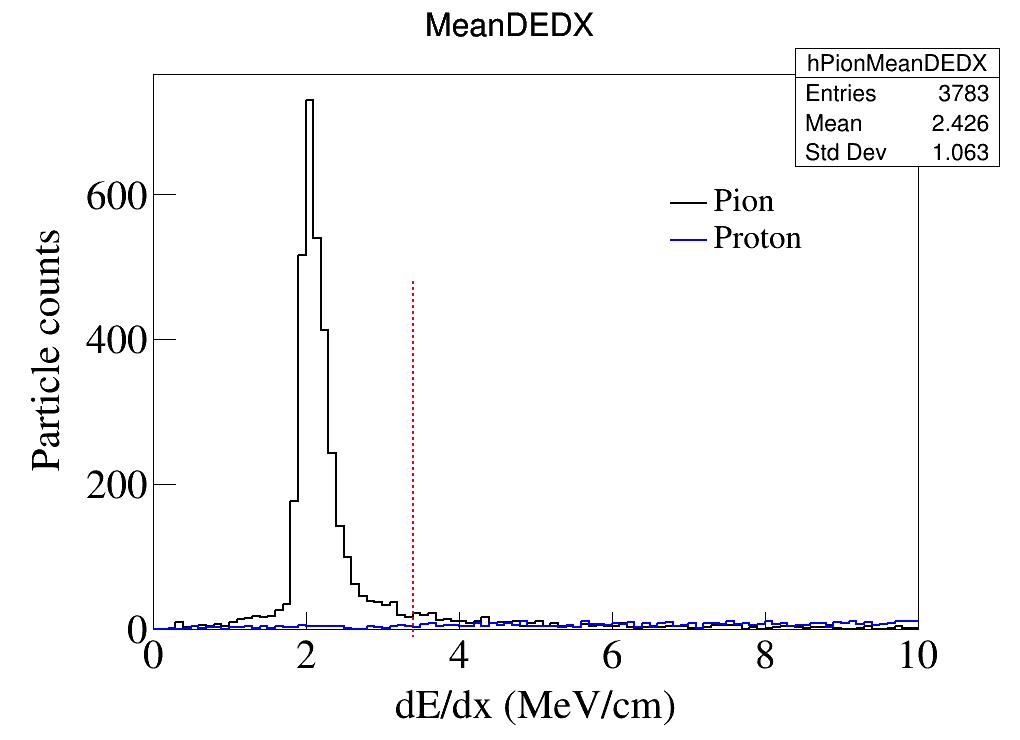 MeanDEDX
hPionMeanDEDX
Entries 3783
Mean 2.426
Std Dev 1.063
Pion
Proton
Particle counts
600
400
200
0
0 2 4 6 8 10
dE/dx (MeV/cm)